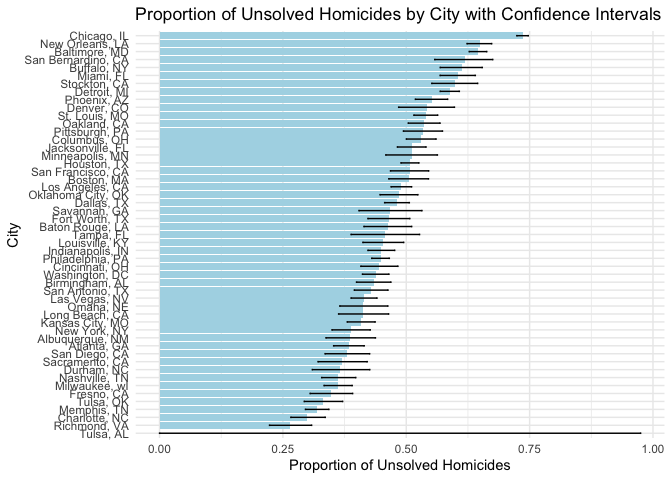 Proportion of Unsolved Homicides by City with Confidence Intervals
City
Chicago, IL
New Orleans, LA
Baltimore, MD
San Bernardino, CA
Buffalo, NY
Miami, FL
Stockton, CA
Detroit, MI
Phoenix, AZ
Denver, CO
St. Louis, MO
Oakland, CA
Pittsburgh, PA
Columbus, OH
Jacksonville, FL
Minneapolis, MN
Houston, TX
San Francisco, CA
Boston, MA
Los Angeles, CA
Oklahoma City, OK
Dallas, TX
Savannah, GA
Fort Worth, TX
Baton Rouge, LA
Tampa, FL
Louisville, KY
Indianapolis, IN
Philadelphia, PA
Cincinnati, OH
Washington, DC
Birmingham, AL
San Antonio, TX
Las Vegas, NV
Omaha, NE
Long Beach, CA
Kansas City, MO
New York, NY
Albuquerque, NM
Atlanta, GA
San Diego, CA
Sacramento, CA
Durham, NC
Nashville, TN
Milwaukee, wI
Fresno, CA
Tulsa, OK
Memphis, TN
Charlotte, NC
Richmond, VA
Tulsa, AL
0.00 0.25 0.50 0.75 1.00
Proportion of Unsolved Homicides